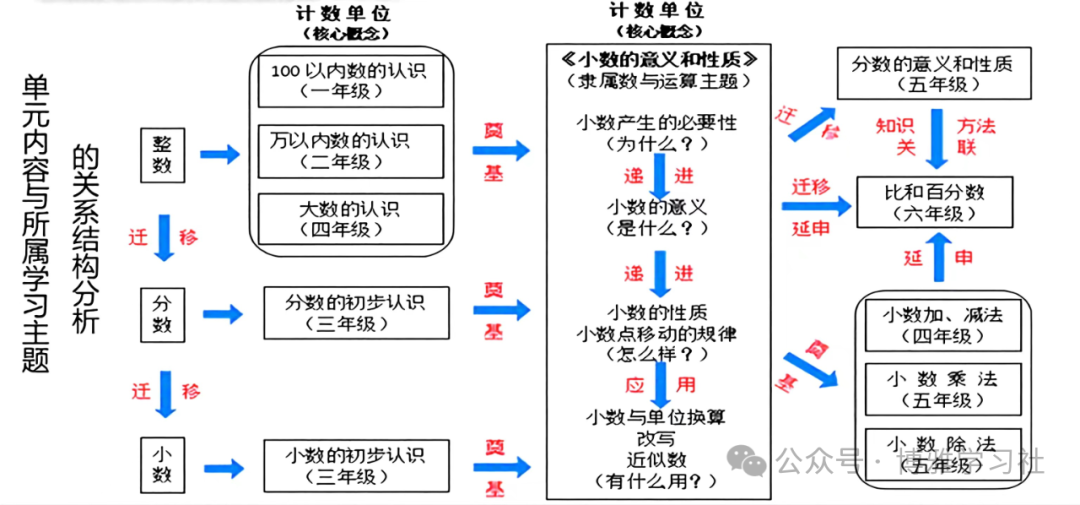 单元内容与所属学习主题
的关系结构分析
计数单位
（核心概念）
整
数
迁 移
分
数
迁 移
小
数
100以内数的认识
（一年级）
万以内数的认识
（二年级）
大数的认识
（四年级）
分数的初步认识
（三年级）
小数的初步认识
（三年级）
奠
基
奠
基
奠
基
计数单位
（核心概念）
《小数的意义和性质》
（隶属数与运算主题）
小数产生的必要性
（为什么？）
递 进
小数的意义
（是什么？）
递 进
小数的性质
小数点移动的规律
（怎么样？）
应 用
小数与单位换算
改写
近似数
（有什么用？）
迁 移
迁移
延申
奠
基
分数的意义和性质
（五年级）
知识 方法
关 联
比和百分数
（六年级）
延 申
小数加、减法
（四年级）
小 数 乘 法
（五年级）
小 数 除 法
（五年级）
公众号 · 博雅学习社